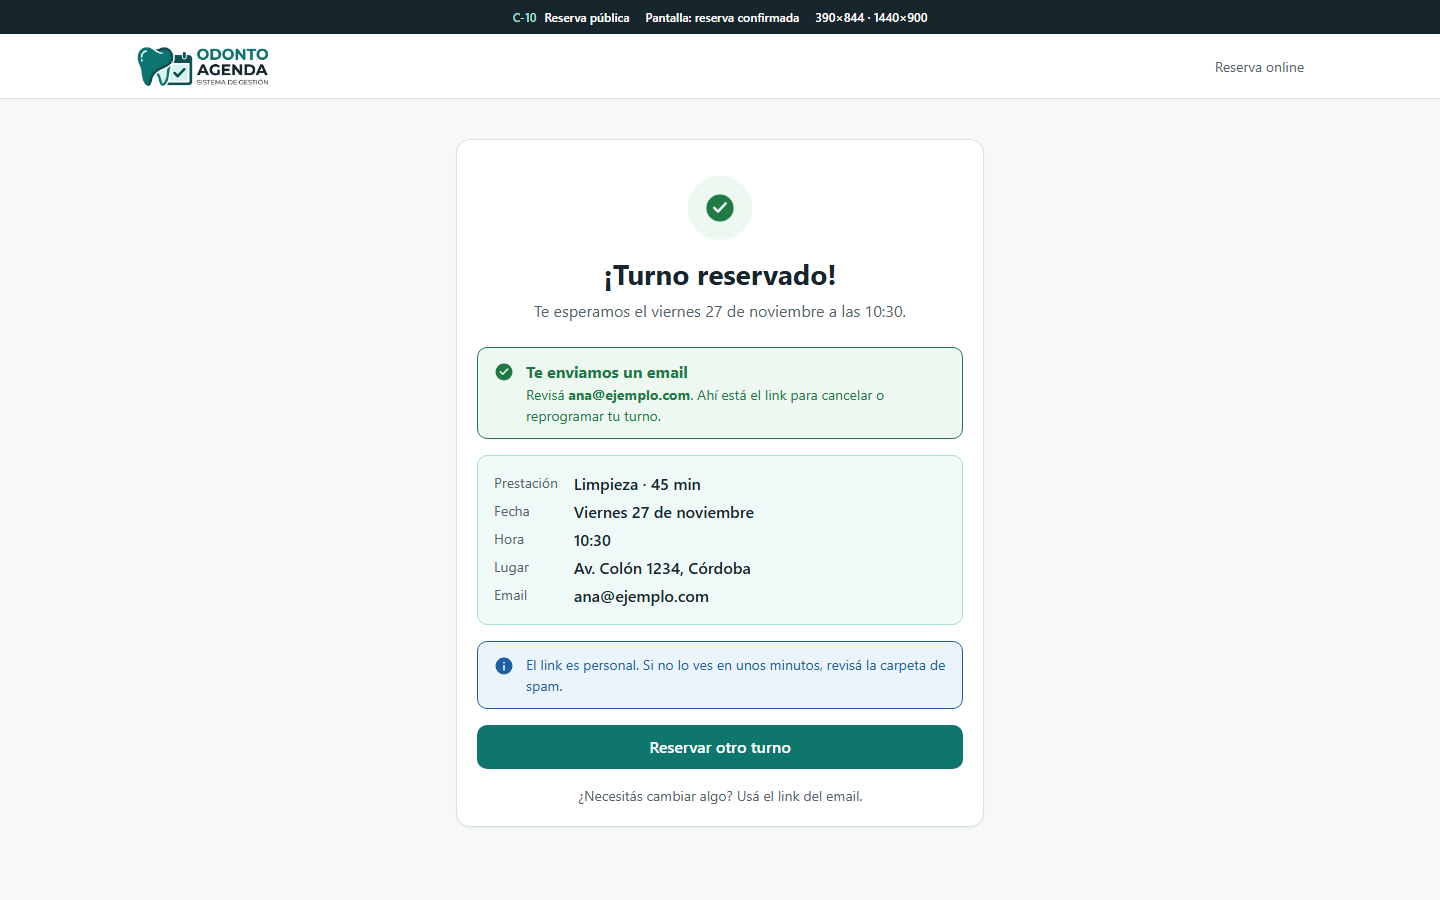 C-10 Reserva pública Pantalla: reserva confirmada 390×844 · 1440×900
ODONTO
AGENDA
SISTEMA DE GESTIÓN
Reserva online
¡Turno reservado!
Te esperamos el viernes 27 de noviembre a las 10:30.
Te enviamos un email
Revisá ana@ejemplo.com. Ahí está el link para cancelar o
reprogramar tu turno.
Prestación Limpieza · 45 min
Fecha Viernes 27 de noviembre
Hora 10:30
Lugar Av. Colón 1234, Córdoba
Email ana@ejemplo.com
El link es personal. Si no lo ves en unos minutos, revisá la carpeta de
spam.
Reservar otro turno
¿Necesitás cambiar algo? Usá el link del email.